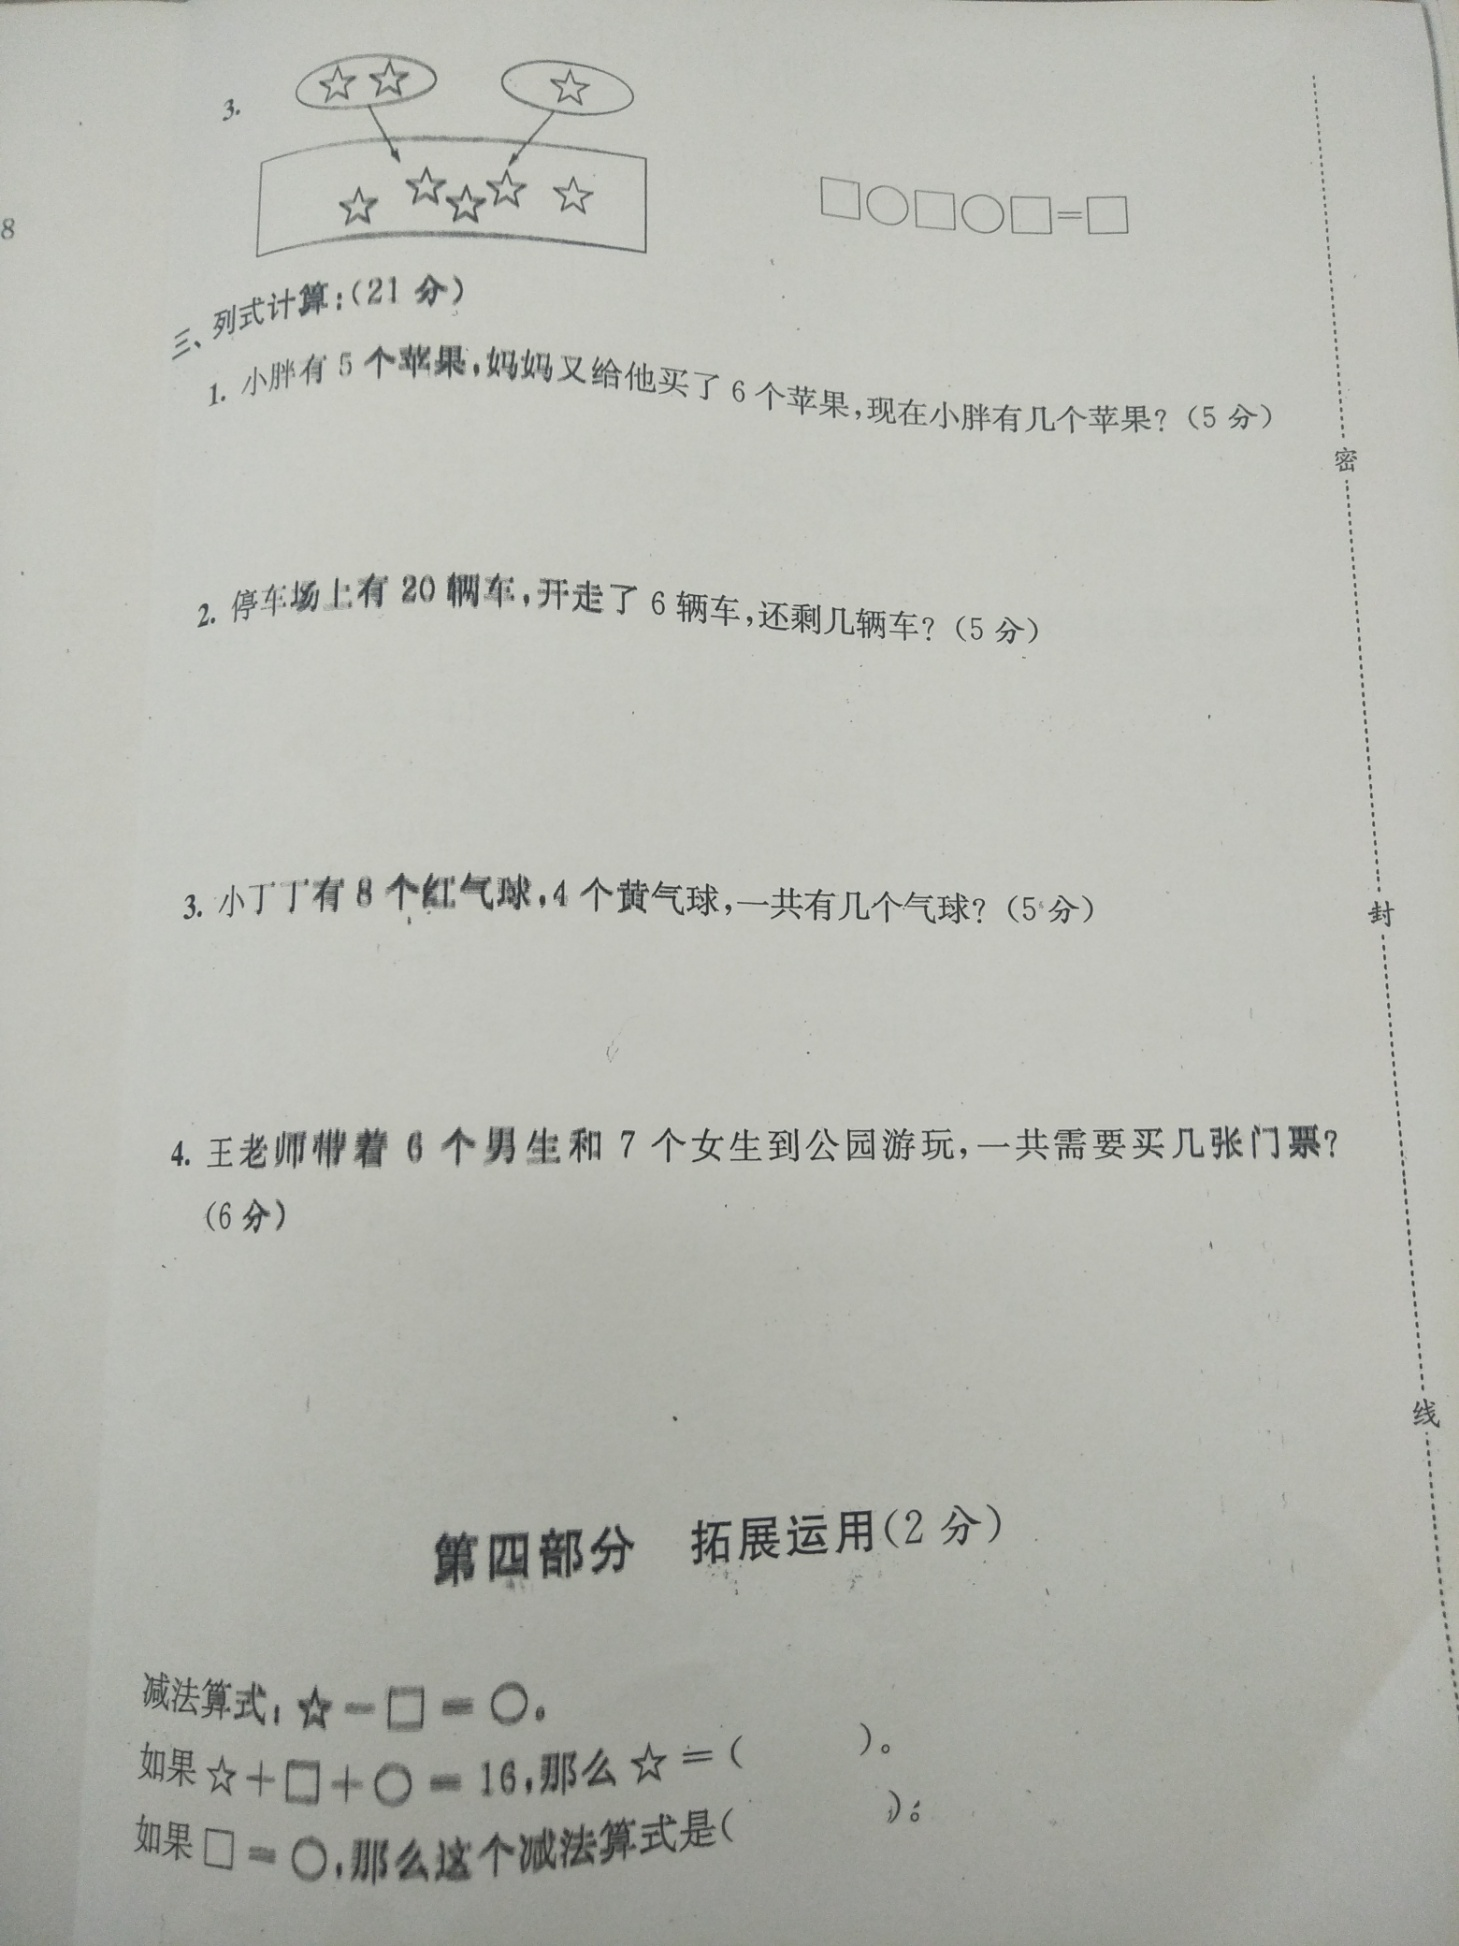 3.
8
□○□○□=□
三、列式计算:(21 分)
1. 小胖有 5 个苹果,妈妈又给他买了 6 个苹果,现在小胖有几个苹果?(5 分)
密
2. 停车场上有 20 辆车,开走了 6 辆车,还剩几辆车?(5 分)
3. 小丁丁有 8 个红气球,4 个黄气球,一共有几个气球?(5 分)
封
4. 王老师带着 6 个男生和 7 个女生到公园游玩,一共需要买几张门票?
(6 分)
线
第四部分 拓展运用(2 分)
减法算式:☆-□=○。
如果☆+□+○=16,那么☆=( )。
如果□=○,那么这个减法算式是( )。